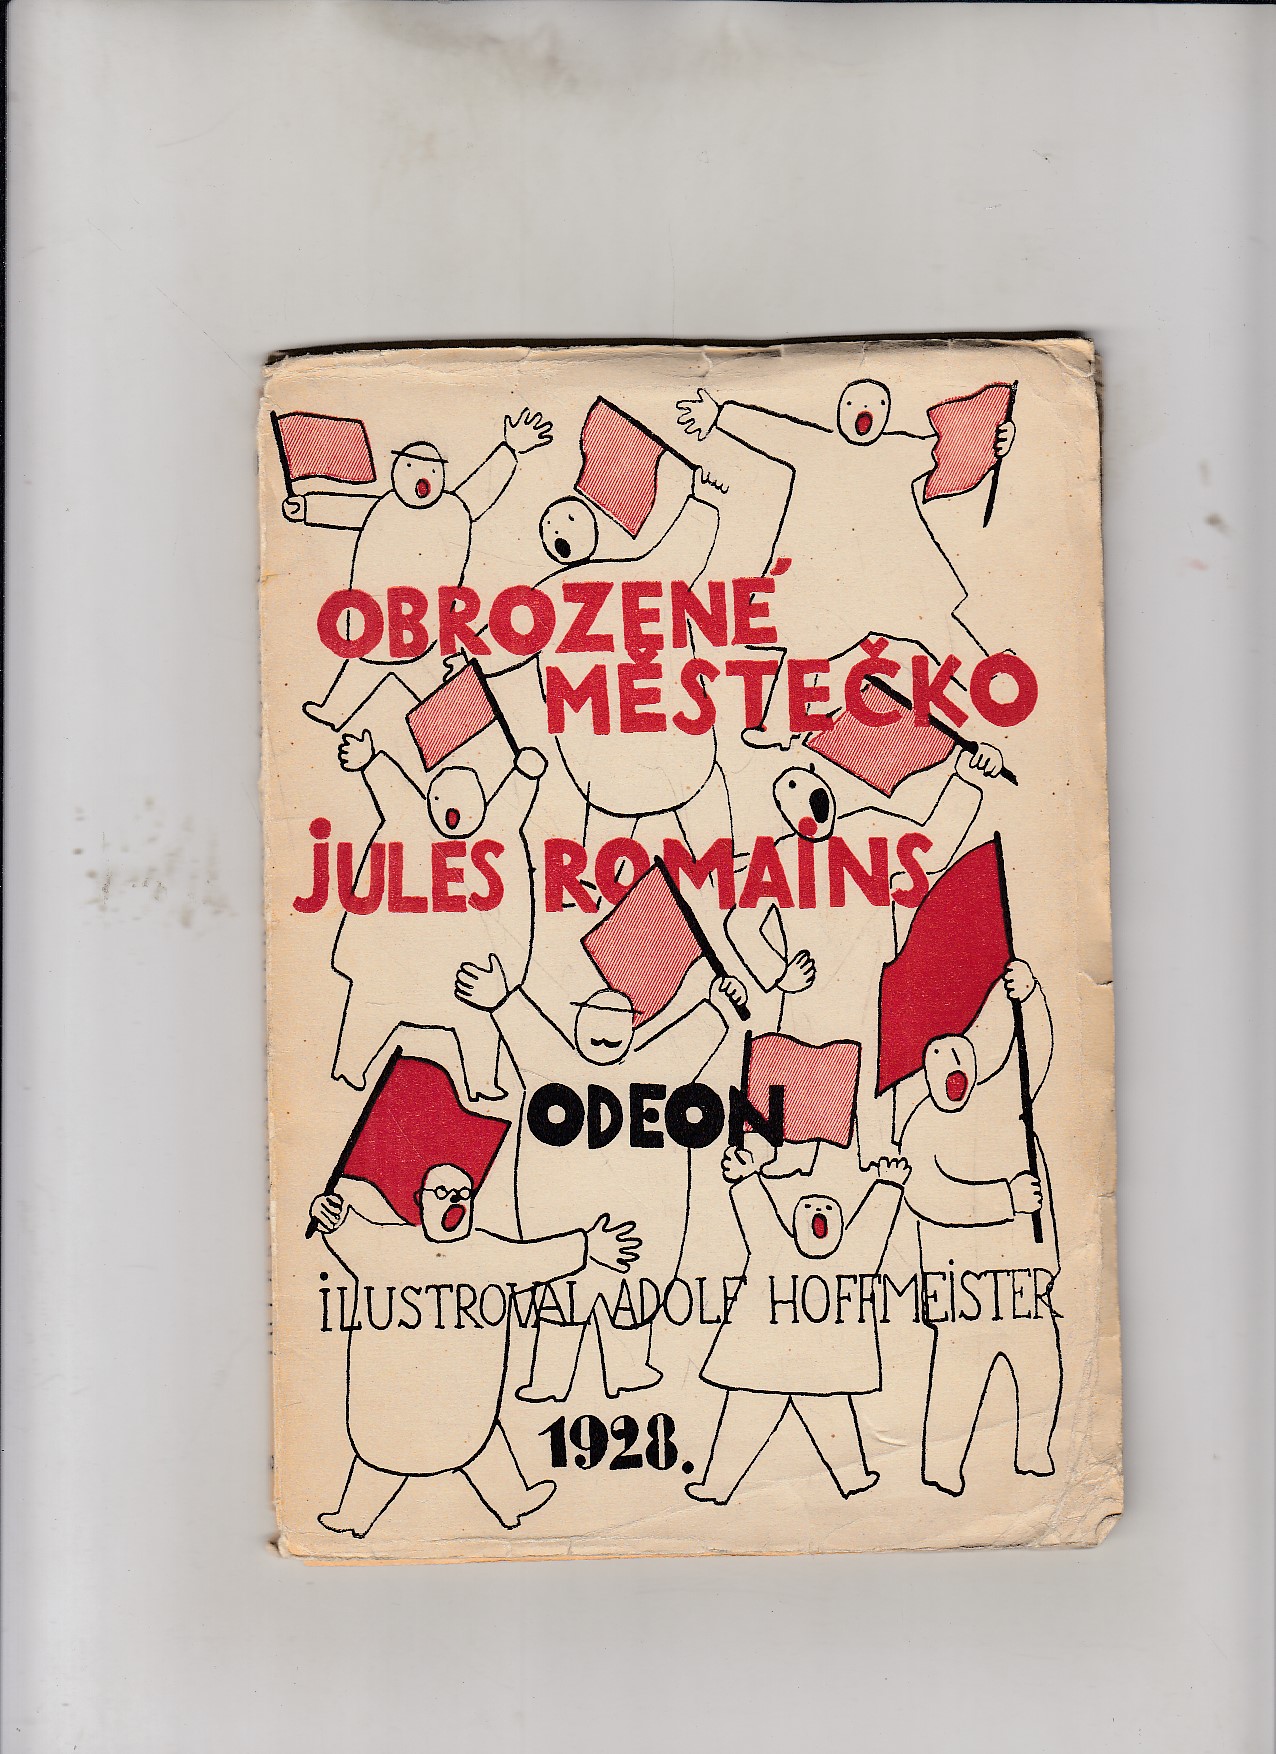 OBROZENÉ
MĚSTEČKO
JULES ROMAiNS
ODEON
iLUSTROVAL ADOLF HOFFMEiSTER
1928.